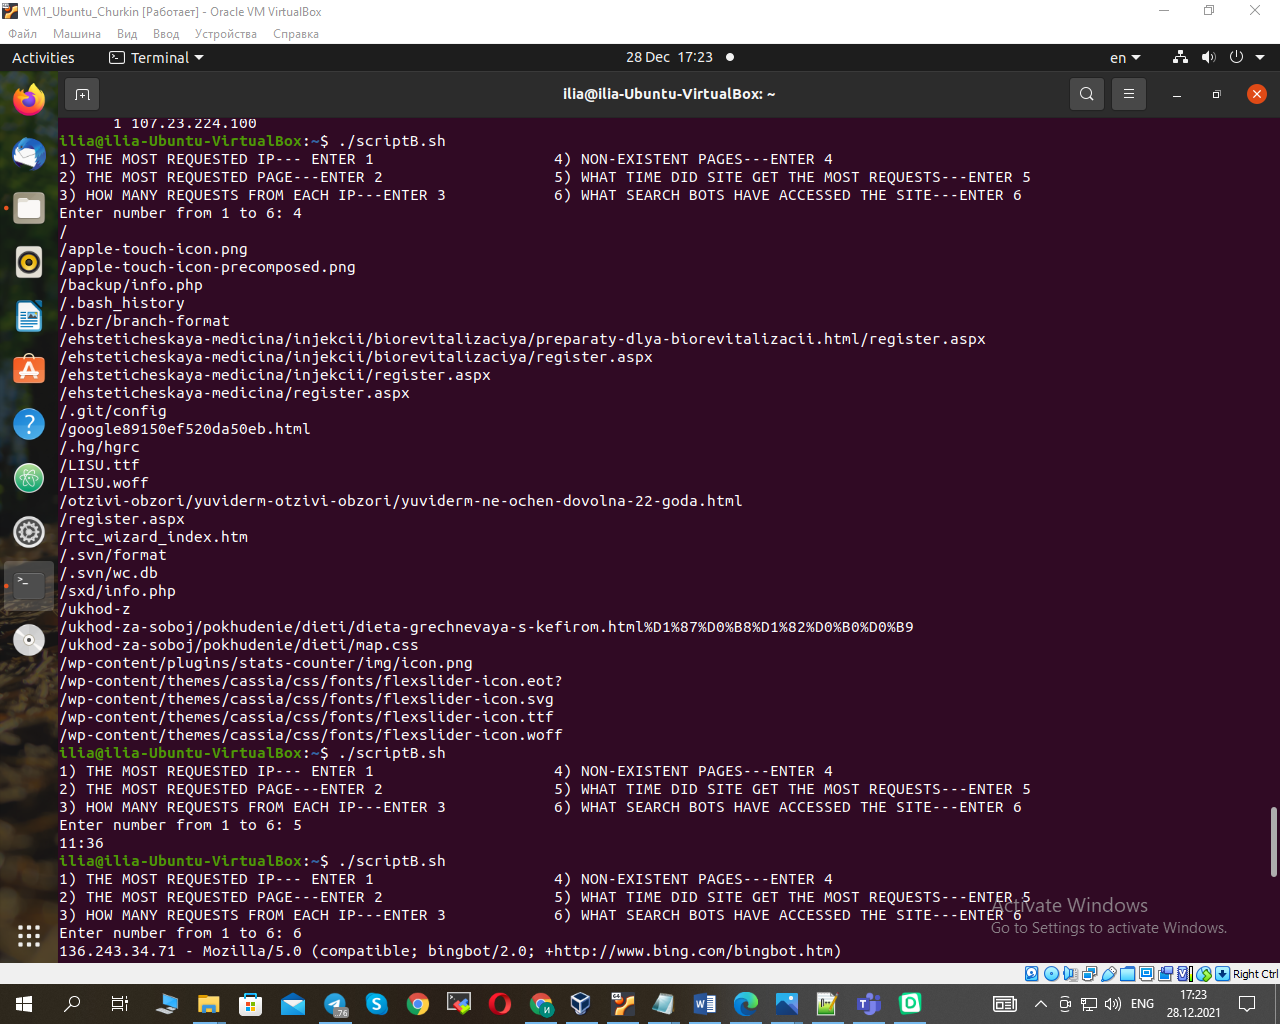 VM1_Ubuntu_Churkin [Работает] - Oracle VM VirtualBox
Файл Машина Вид Ввод Устройства Справка
Activities Terminal 28 Dec 17:23 en
ilia@ilia-Ubuntu-VirtualBox: ~
1 107.23.224.100
ilia@ilia-Ubuntu-VirtualBox:~$ ./scriptB.sh
1) THE MOST REQUESTED IP--- ENTER 1 4) NON-EXISTENT PAGES---ENTER 4
2) THE MOST REQUESTED PAGE---ENTER 2 5) WHAT TIME DID SITE GET THE MOST REQUESTS---ENTER 5
3) HOW MANY REQUESTS FROM EACH IP---ENTER 3 6) WHAT SEARCH BOTS HAVE ACCESSED THE SITE---ENTER 6
Enter number from 1 to 6: 4
/
/apple-touch-icon.png
/apple-touch-icon-precomposed.png
/backup/info.php
/.bash_history
/.bzr/branch-format
/ehsteticheskaya-medicina/injekcii/biorevitalizaciya/preparaty-dlya-biorevitalizacii.html/register.aspx
/ehsteticheskaya-medicina/injekcii/biorevitalizaciya/register.aspx
/ehsteticheskaya-medicina/injekcii/register.aspx
/ehsteticheskaya-medicina/register.aspx
/.git/config
/google89150ef520da50eb.html
/.hg/hgrc
/LISU.ttf
/LISU.woff
/otzivi-obzori/yuviderm-otzivi-obzori/yuviderm-ne-ochen-dovolna-22-goda.html
/register.aspx
/rtc_wizard_index.htm
/.svn/format
/.svn/wc.db
/sxd/info.php
/ukhod-z
/ukhod-za-soboj/pokhudenie/dieti/dieta-grechnevaya-s-kefirom.html%D1%87%D0%B8%D1%82%D0%B0%D0%B9
/ukhod-za-soboj/pokhudenie/dieti/map.css
/wp-content/plugins/stats-counter/img/icon.png
/wp-content/themes/cassia/css/fonts/flexslider-icon.eot?
/wp-content/themes/cassia/css/fonts/flexslider-icon.svg
/wp-content/themes/cassia/css/fonts/flexslider-icon.ttf
/wp-content/themes/cassia/css/fonts/flexslider-icon.woff
ilia@ilia-Ubuntu-VirtualBox:~$ ./scriptB.sh
1) THE MOST REQUESTED IP--- ENTER 1 4) NON-EXISTENT PAGES---ENTER 4
2) THE MOST REQUESTED PAGE---ENTER 2 5) WHAT TIME DID SITE GET THE MOST REQUESTS---ENTER 5
3) HOW MANY REQUESTS FROM EACH IP---ENTER 3 6) WHAT SEARCH BOTS HAVE ACCESSED THE SITE---ENTER 6
Enter number from 1 to 6: 5
11:36
ilia@ilia-Ubuntu-VirtualBox:~$ ./scriptB.sh
1) THE MOST REQUESTED IP--- ENTER 1 4) NON-EXISTENT PAGES---ENTER 4
2) THE MOST REQUESTED PAGE---ENTER 2 5) WHAT TIME DID SITE GET THE MOST REQUESTS---ENTER 5
3) HOW MANY REQUESTS FROM EACH IP---ENTER 3 6) WHAT SEARCH BOTS HAVE ACCESSED THE SITE---ENTER 6
Enter number from 1 to 6: 6
136.243.34.71 - Mozilla/5.0 (compatible; bingbot/2.0; +http://www.bing.com/bingbot.htm)
Activate Windows
Go to Settings to activate Windows.
Right Ctrl
.76
ENG
17:23
28.12.2021